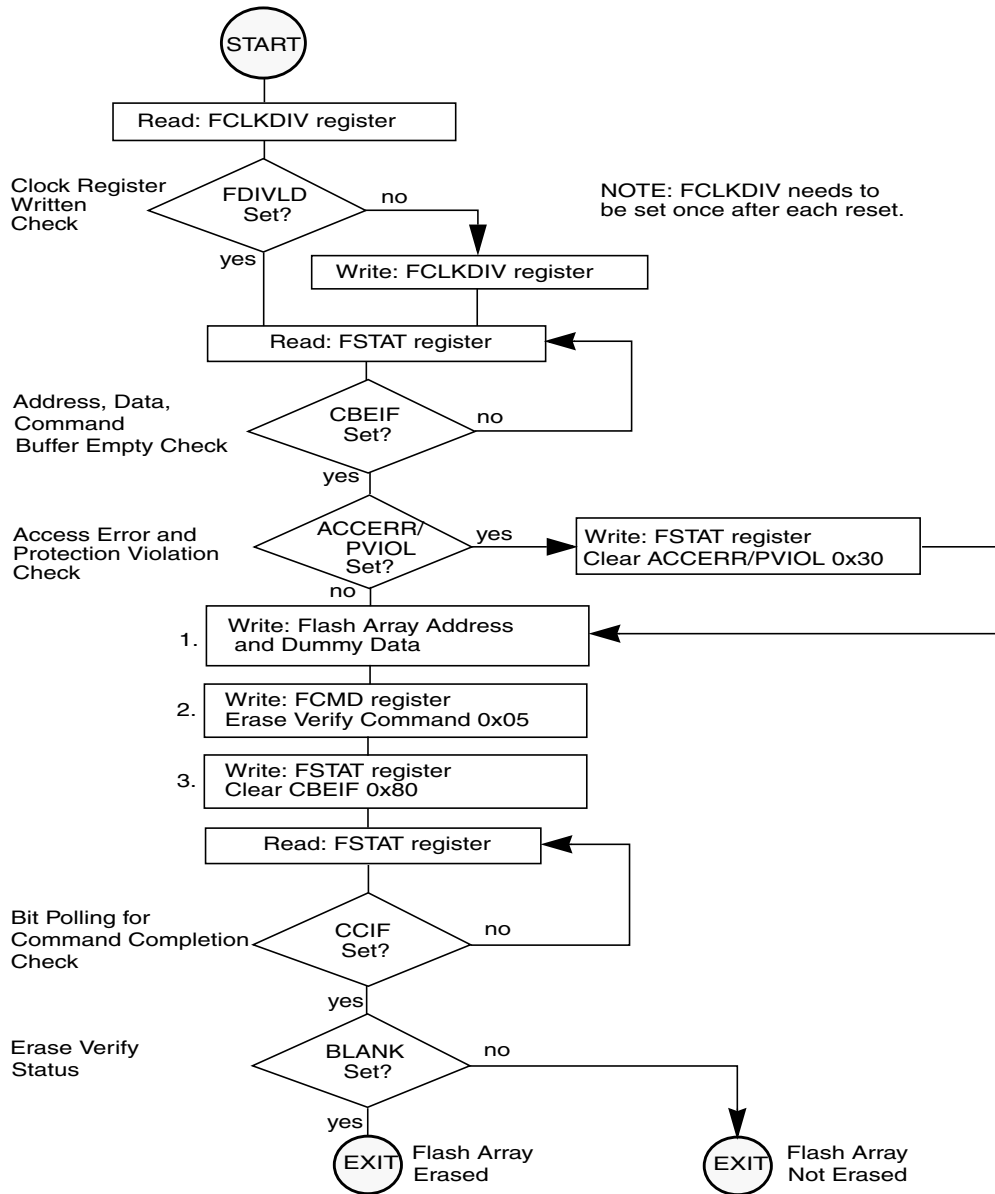 START
Read: FCLKDIV register
Clock Register
Written
Check
FDIVLD
Set?
no
NOTE: FCLKDIV needs to
be set once after each reset.
yes
Write: FCLKDIV register
Read: FSTAT register
Address, Data,
Command
Buffer Empty Check
CBEIF
Set?
no
yes
Access Error and
Protection Violation
Check
ACCERR/
PVIOL
Set?
yes
Write: FSTAT register
Clear ACCERR/PVIOL 0x30
no
1.
Write: Flash Array Address
and Dummy Data
2.
Write: FCMD register
Erase Verify Command 0x05
3.
Write: FSTAT register
Clear CBEIF 0x80
Read: FSTAT register
Bit Polling for
Command Completion
Check
CCIF
Set?
no
yes
Erase Verify
Status
BLANK
Set?
no
yes
EXIT
Flash Array
Erased
EXIT
Flash Array
Not Erased